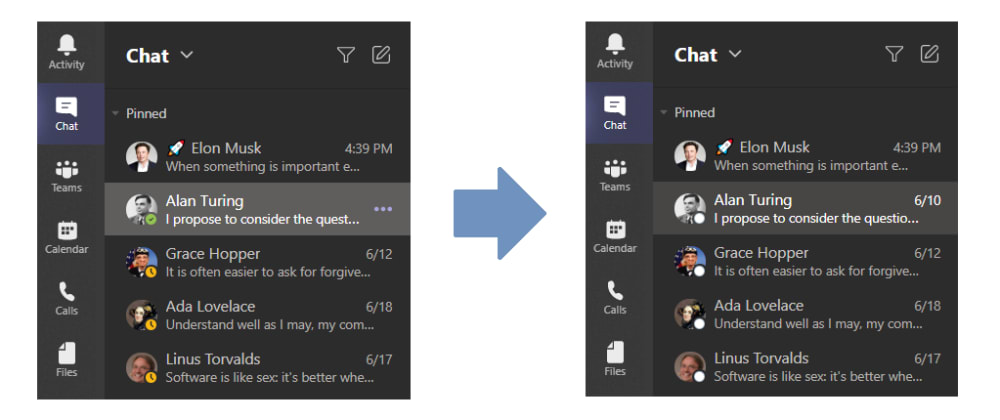 Activity
Chat
Teams
Calendar
Calls
Files
Chat
Pinned
🚀 Elon Musk 4:39 PM
When something is important e...
Alan Turing
I propose to consider the quest...
Grace Hopper 6/12
It is often easier to ask for forgive...
Ada Lovelace 6/18
Understand well as I may, my com...
Linus Torvalds 6/17
Software is like sex: it's better whe...
Activity
Chat
Teams
Calendar
Calls
Files
Chat
Pinned
🚀 Elon Musk 4:39 PM
When something is important e...
Alan Turing 6/10
I propose to consider the questio...
Grace Hopper 6/12
It is often easier to ask for forgive...
Ada Lovelace 6/18
Understand well as I may, my com...
Linus Torvalds 6/17
Software is like sex: it's better whe...